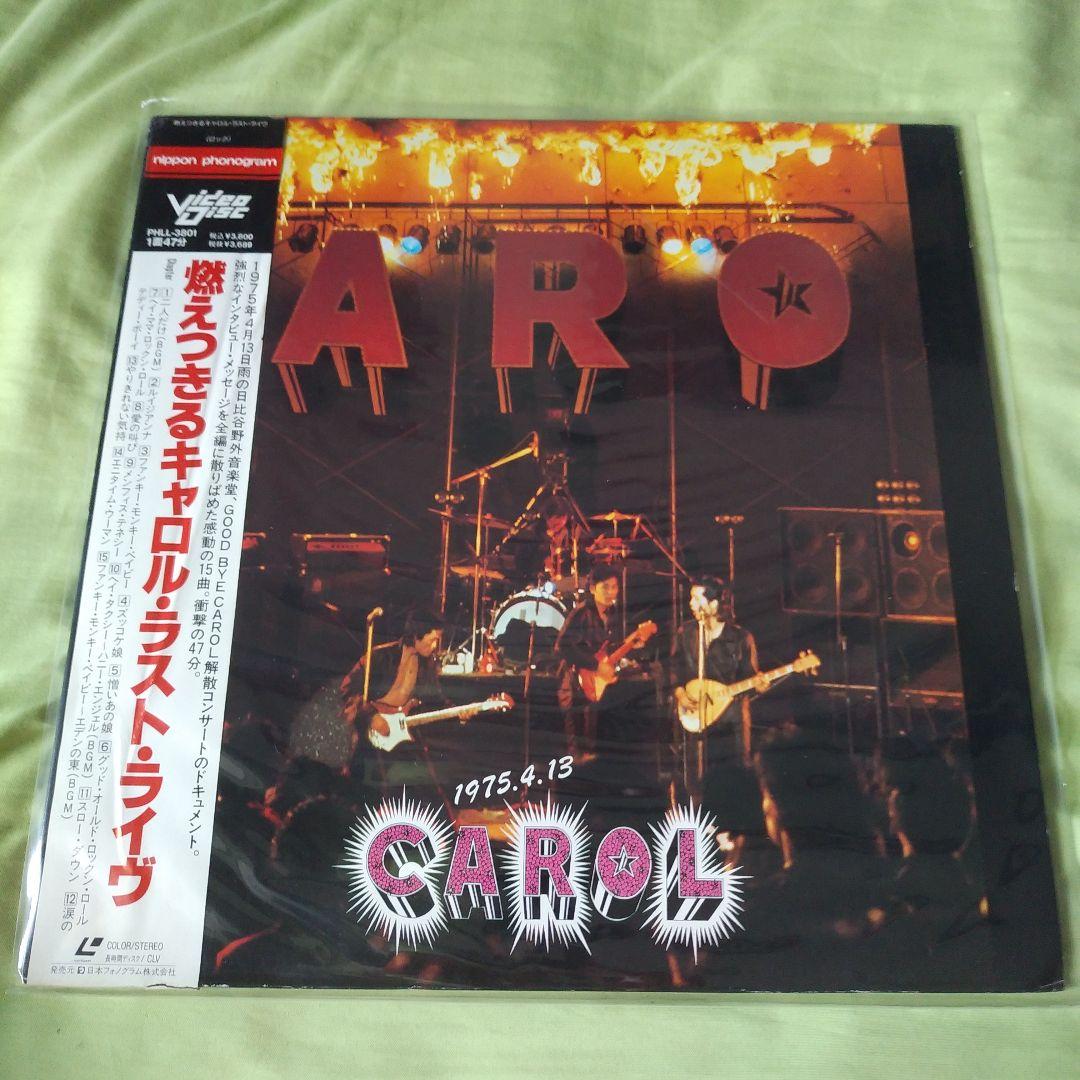 燃えつきるキャロル・ラスト・ライヴ
(ロック)
nippon phonogram
Video Disc
PHLL-3801 税込¥3,800
1面47分 税抜¥3,689
燃えつきるキャロル・ラスト・ライヴ
1975年4月13日雨の日比谷野外音楽堂、GOOD BYE CAROL解散コンサートのドキュメント。
強烈なインタビュー・メッセージを全編に散りばめた感動の15曲。衝撃の47分。
Digital
1二人だけ(BGM) 2ルイジアンナ 3ファンキー・モンキー・ベイビー 4ズッコケ娘 5憎いあの娘 6グッド・オールド・ロックン・ロール
7ヘイ・ママ・ロックン・ロール 8愛の叫び 9メンフィス・テネシー 10ヘイ・タクシー〜ハニー・エンジェル(BGM) 11スロー・ダウン 12涙の
テディー・ボーイ 13やりきれない気持 14エニタイム・ウーマン 15ファンキー・モンキー・ベイビー〜エデンの東(BGM)
COLOR/STEREO
長時間ディスク/CLV
発売元 日本フォノグラム株式会社
ARO
1975.4.13
CAROL